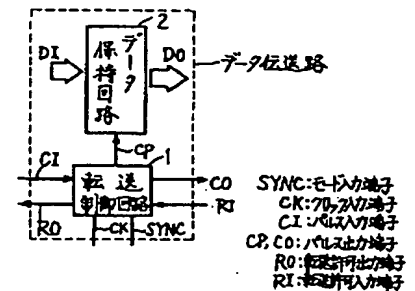 2
DI
データ
保持回路
DO
データ伝送路
CP
1
CI
転送
制御回路
CO
RO
RI
CK
SYNC
SYNC:モード入力端子
CK:クロック入力端子
CI:パルス入力端子
CP,CO:パルス出力端子
RO:転送許可出力端子
RI:転送許可入力端子